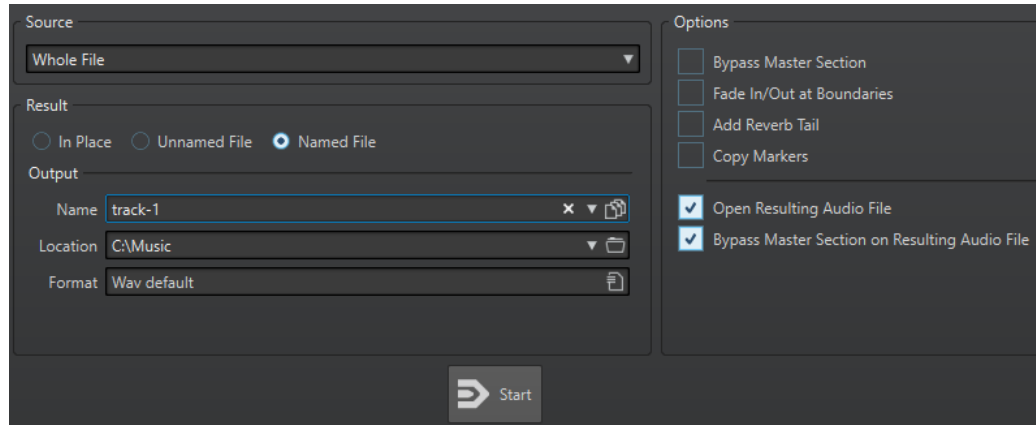 Source
Whole File
Result
In Place Unnamed File Named File
Output
Name track-1
Location C:\Music
Format Wav default
Options
Bypass Master Section
Fade In/Out at Boundaries
Add Reverb Tail
Copy Markers
Open Resulting Audio File
Bypass Master Section on Resulting Audio File
Start